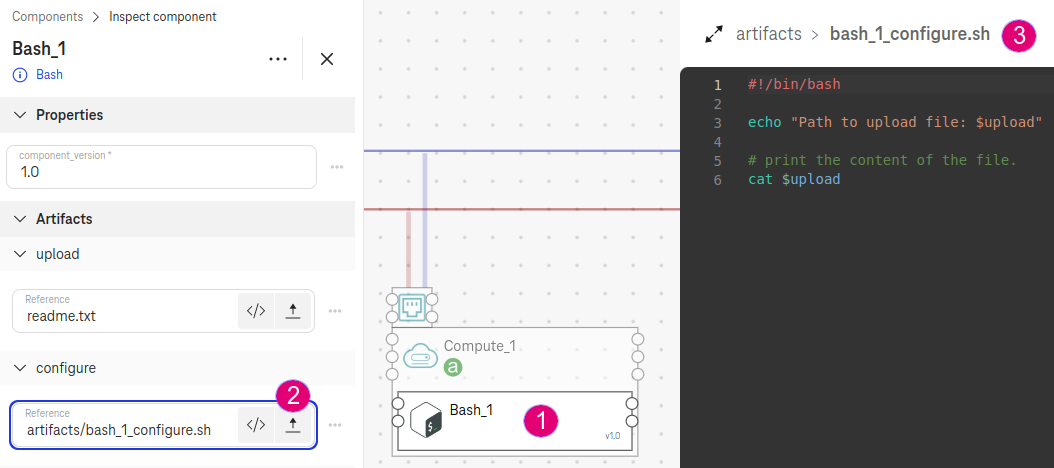 Components > Inspect component
Bash_1
Bash
Properties
component_version *
1.0
Artifacts
upload
Reference
readme.txt
</>
configure
2
Reference
artifacts/bash_1_configure.sh
</>
Compute_1
a
Bash_1
1
$_
v1.0
artifacts > bash_1_configure.sh
3
1 #!/bin/bash
2
3 echo "Path to upload file: $upload"
4
5 # print the content of the file.
6 cat $upload